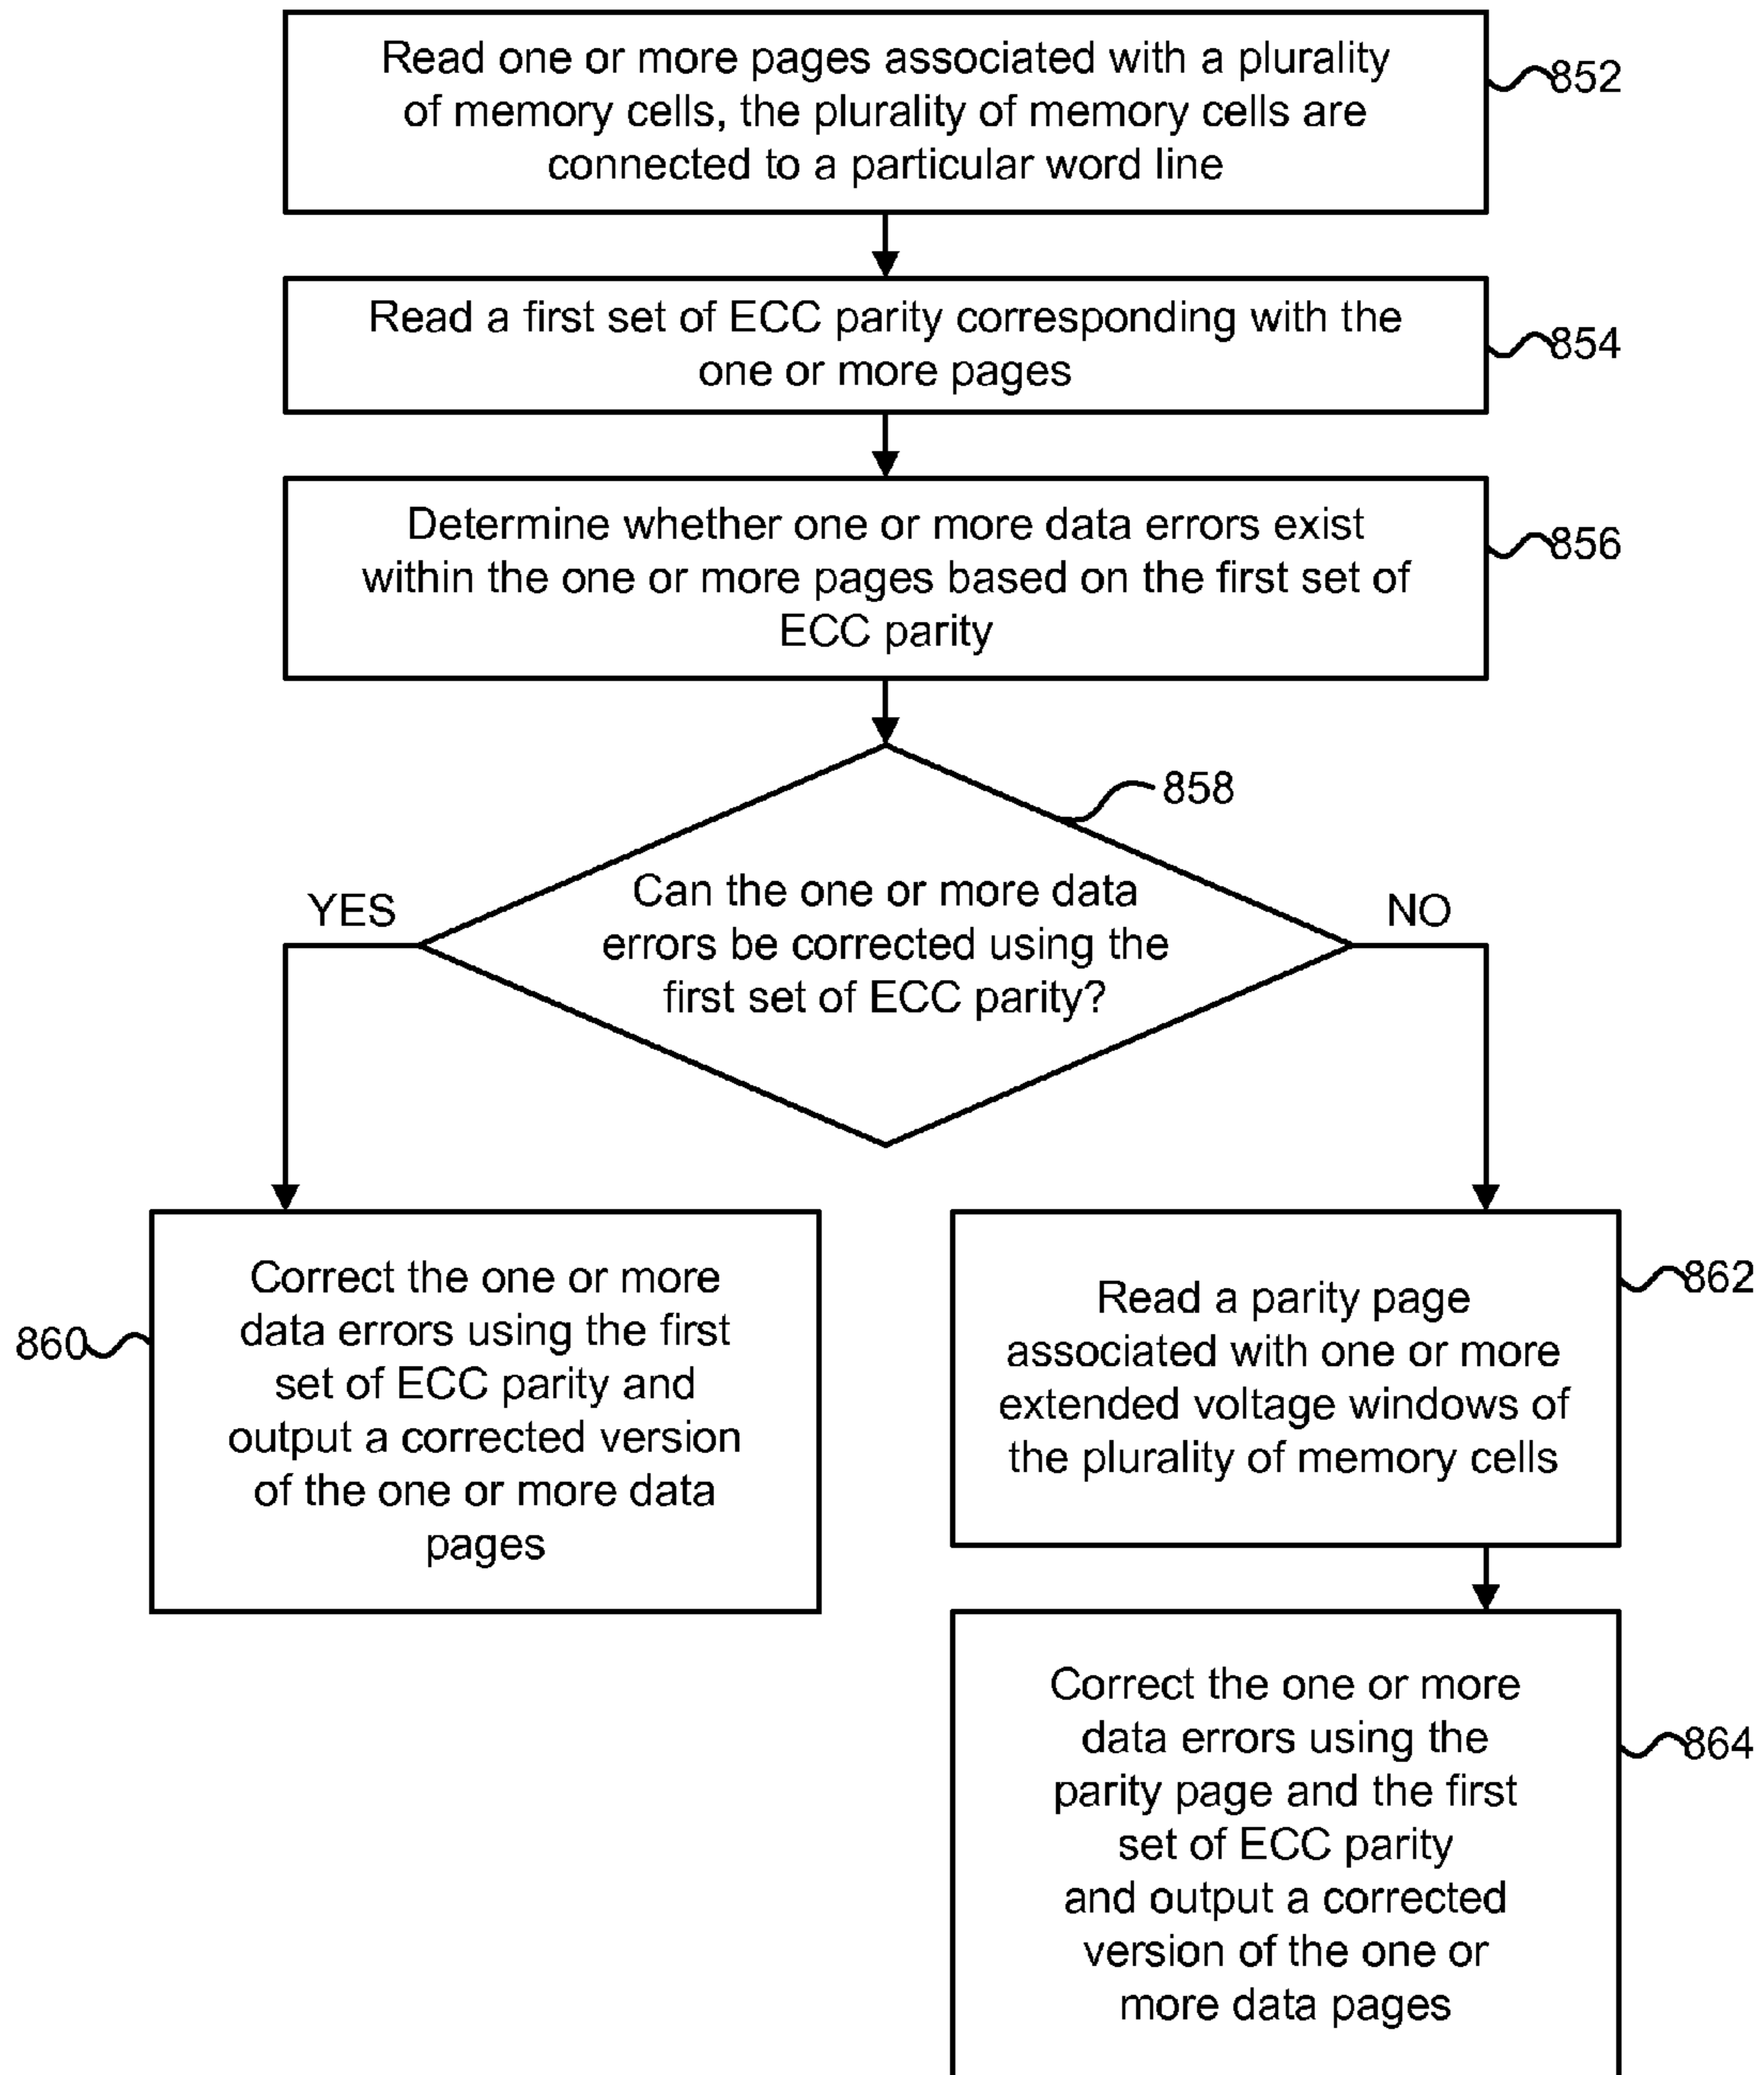 Read one or more pages associated with a plurality
of memory cells, the plurality of memory cells are
connected to a particular word line
852
Read a first set of ECC parity corresponding with the
one or more pages
854
Determine whether one or more data errors exist
within the one or more pages based on the first set of
ECC parity
856
858
Can the one or more data
errors be corrected using the
first set of ECC parity?
YES
NO
860
Correct the one or more
data errors using the first
set of ECC parity and
output a corrected version
of the one or more data
pages
Read a parity page
associated with one or more
extended voltage windows of
the plurality of memory cells
862
Correct the one or more
data errors using the
parity page and the first
set of ECC parity
and output a corrected
version of the one or
more data pages
864